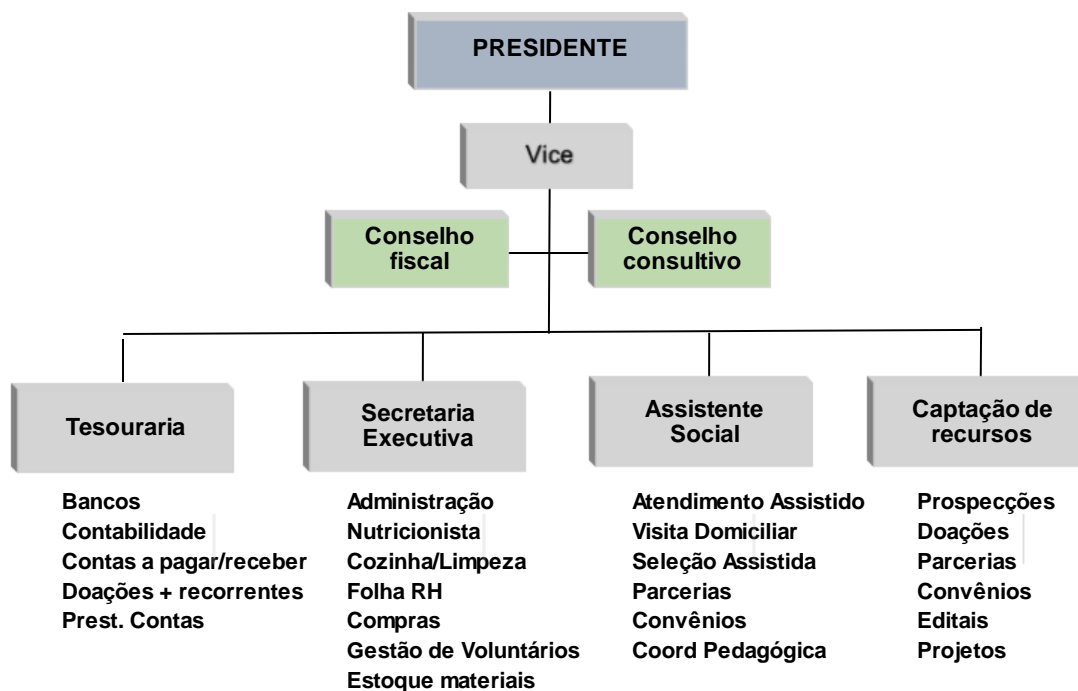 PRESIDENTE
Vice
Conselho
fiscal
Conselho
consultivo
Tesouraria
Secretaria
Executiva
Assistente
Social
Captação de
recursos
Bancos
Contabilidade
Contas a pagar/receber
Doações + recorrentes
Prest. Contas
Administração
Nutricionista
Cozinha/Limpeza
Folha RH
Compras
Gestão de Voluntários
Estoque materiais
Atendimento Assistido
Visita Domiciliar
Seleção Assistida
Parcerias
Convênios
Coord Pedagógica
Prospecções
Doações
Parcerias
Convênios
Editais
Projetos